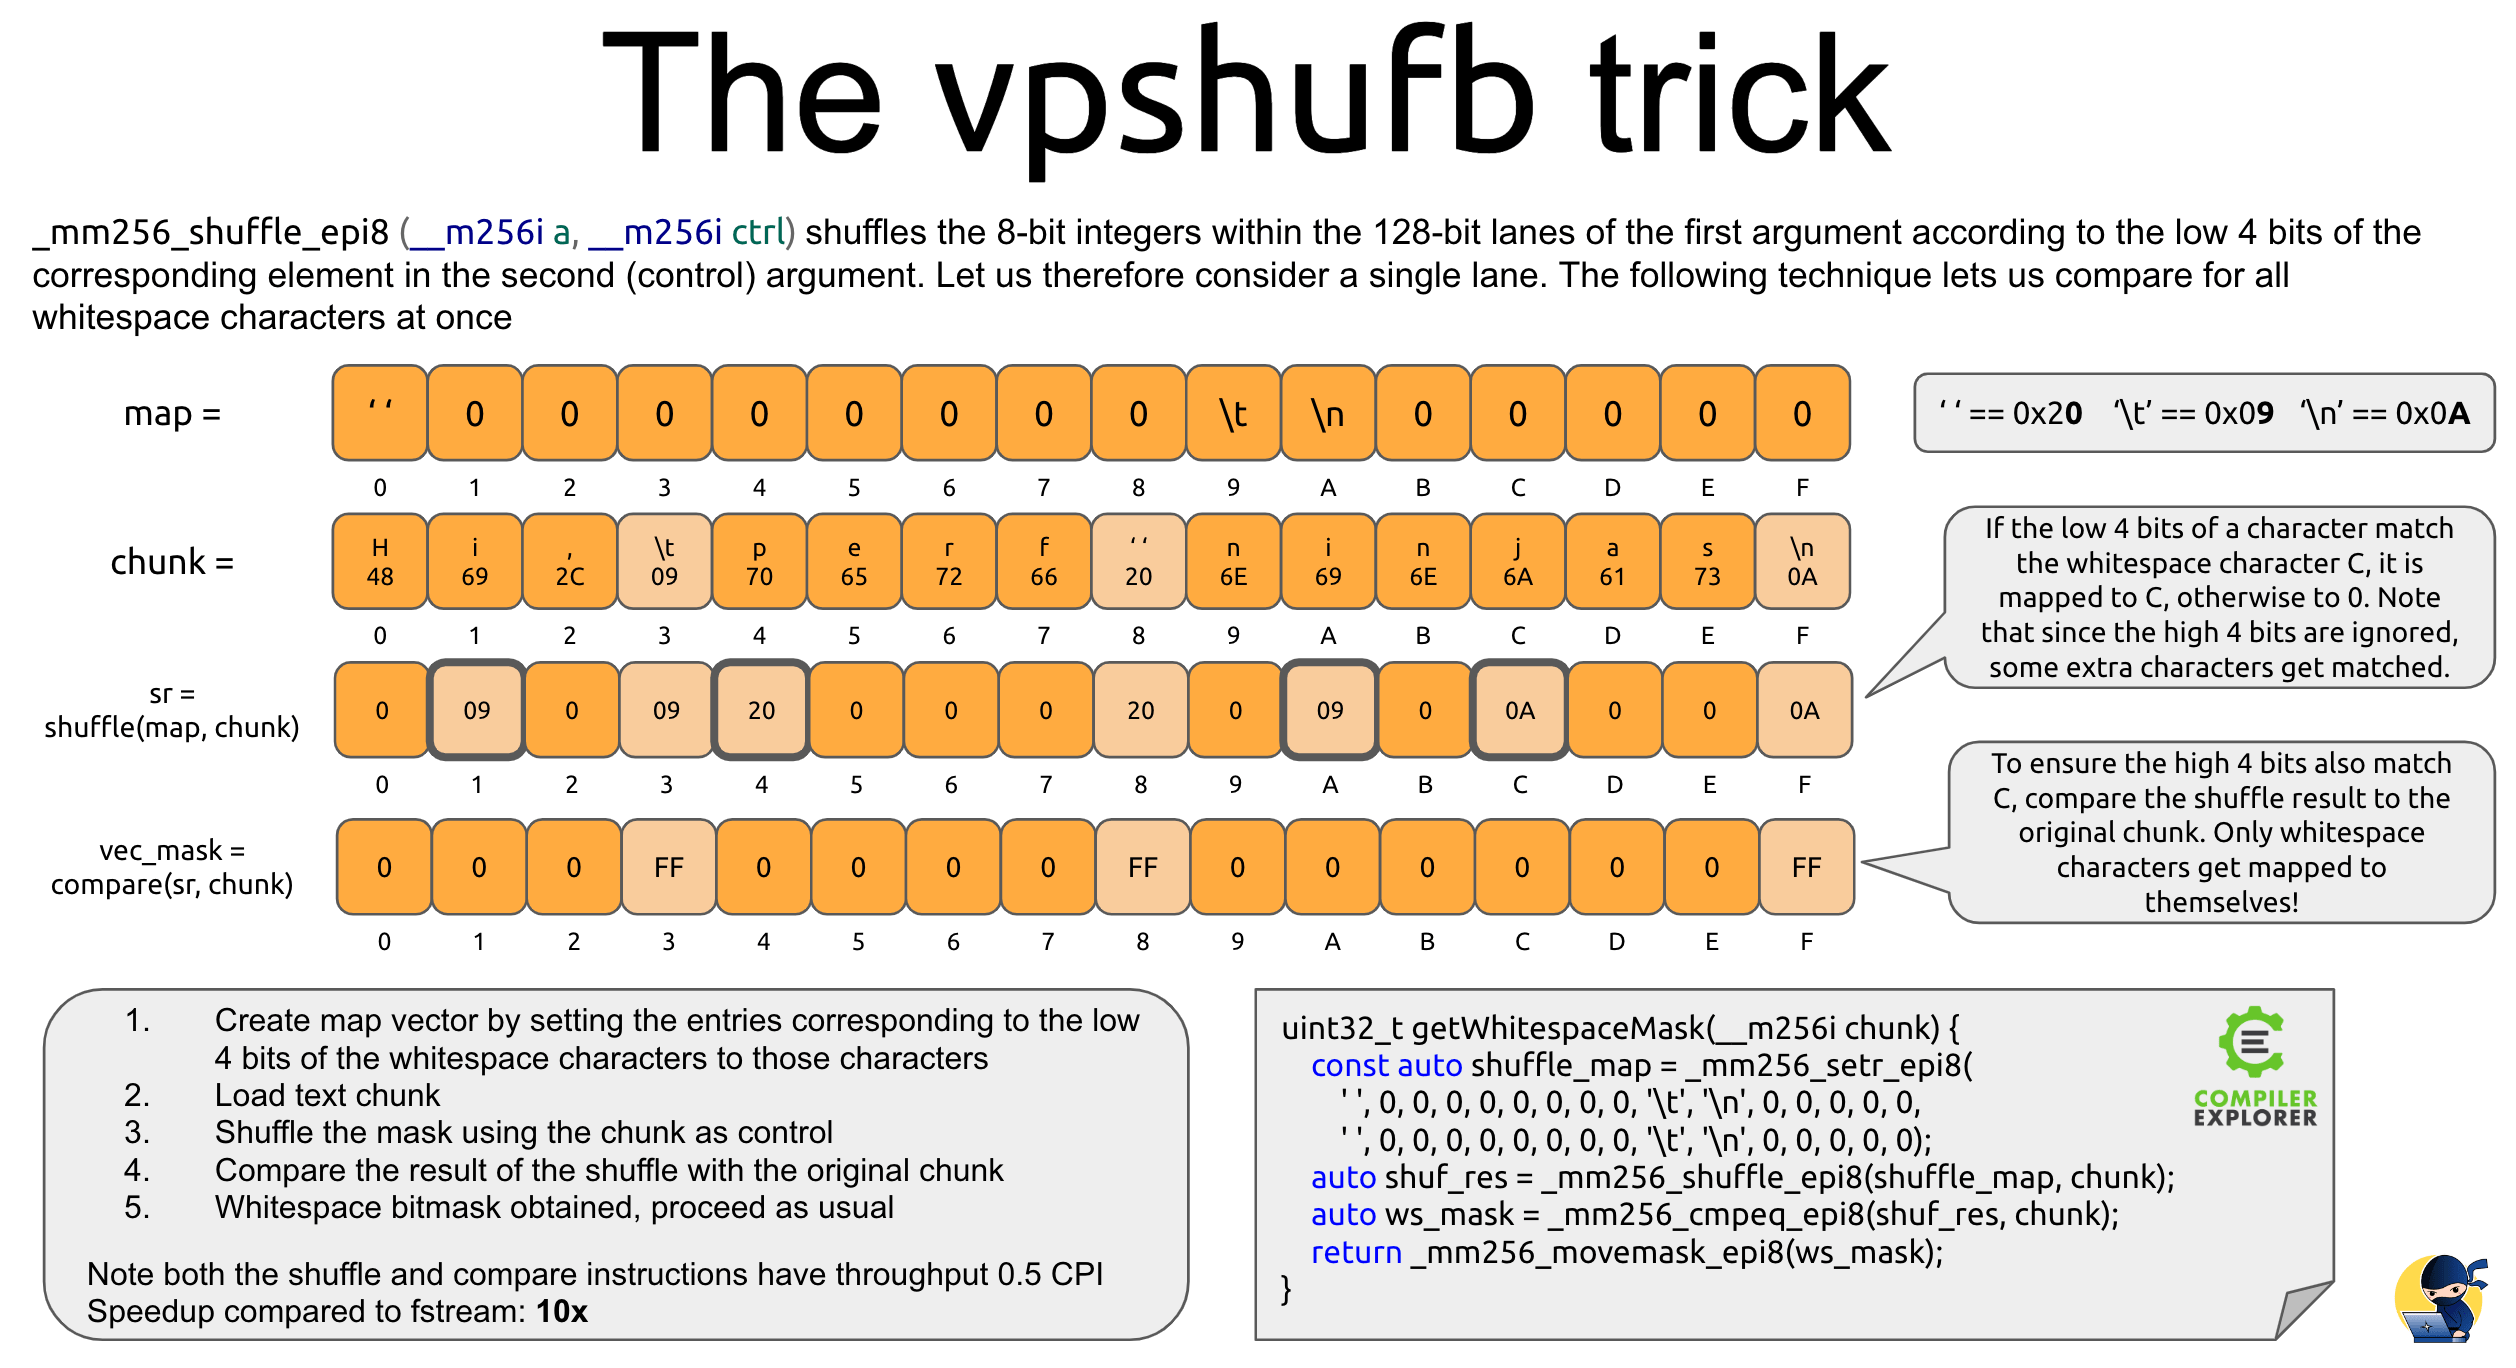 The vpshufb trick
_mm256_shuffle_epi8 (__m256i a, __m256i ctrl) shuffles the 8-bit integers within the 128-bit lanes of the first argument according to the low 4 bits of the
corresponding element in the second (control) argument. Let us therefore consider a single lane. The following technique lets us compare for all
whitespace characters at once
map =
‘ ‘ 0 0 0 0 0 0 0 0 \t \n 0 0 0 0 0
0 1 2 3 4 5 6 7 8 9 A B C D E F
‘ ‘ == 0x20 ‘\t’ == 0x09 ‘\n’ == 0x0A
chunk =
H i , \t p e r f ‘ ‘ n i n j a s \n
48 69 2C 09 70 65 72 66 20 6E 69 6E 6A 61 73 0A
0 1 2 3 4 5 6 7 8 9 A B C D E F
If the low 4 bits of a character match
the whitespace character C, it is
mapped to C, otherwise to 0. Note
that since the high 4 bits are ignored,
some extra characters get matched.
sr =
shuffle(map, chunk)
0 09 0 09 20 0 0 0 20 0 09 0 0A 0 0 0A
0 1 2 3 4 5 6 7 8 9 A B C D E F
To ensure the high 4 bits also match
C, compare the shuffle result to the
original chunk. Only whitespace
characters get mapped to
themselves!
vec_mask =
compare(sr, chunk)
0 0 0 FF 0 0 0 0 FF 0 0 0 0 0 0 FF
0 1 2 3 4 5 6 7 8 9 A B C D E F
1. Create map vector by setting the entries corresponding to the low
4 bits of the whitespace characters to those characters
2. Load text chunk
3. Shuffle the mask using the chunk as control
4. Compare the result of the shuffle with the original chunk
5. Whitespace bitmask obtained, proceed as usual
Note both the shuffle and compare instructions have throughput 0.5 CPI
Speedup compared to fstream: 10x
uint32_t getWhitespaceMask(__m256i chunk) {
const auto shuffle_map = _mm256_setr_epi8(
' ', 0, 0, 0, 0, 0, 0, 0, 0, '\t', '\n', 0, 0, 0, 0, 0,
' ', 0, 0, 0, 0, 0, 0, 0, 0, '\t', '\n', 0, 0, 0, 0, 0);
auto shuf_res = _mm256_shuffle_epi8(shuffle_map, chunk);
auto ws_mask = _mm256_cmpeq_epi8(shuf_res, chunk);
return _mm256_movemask_epi8(ws_mask);
}
COMPILER
EXPLORER